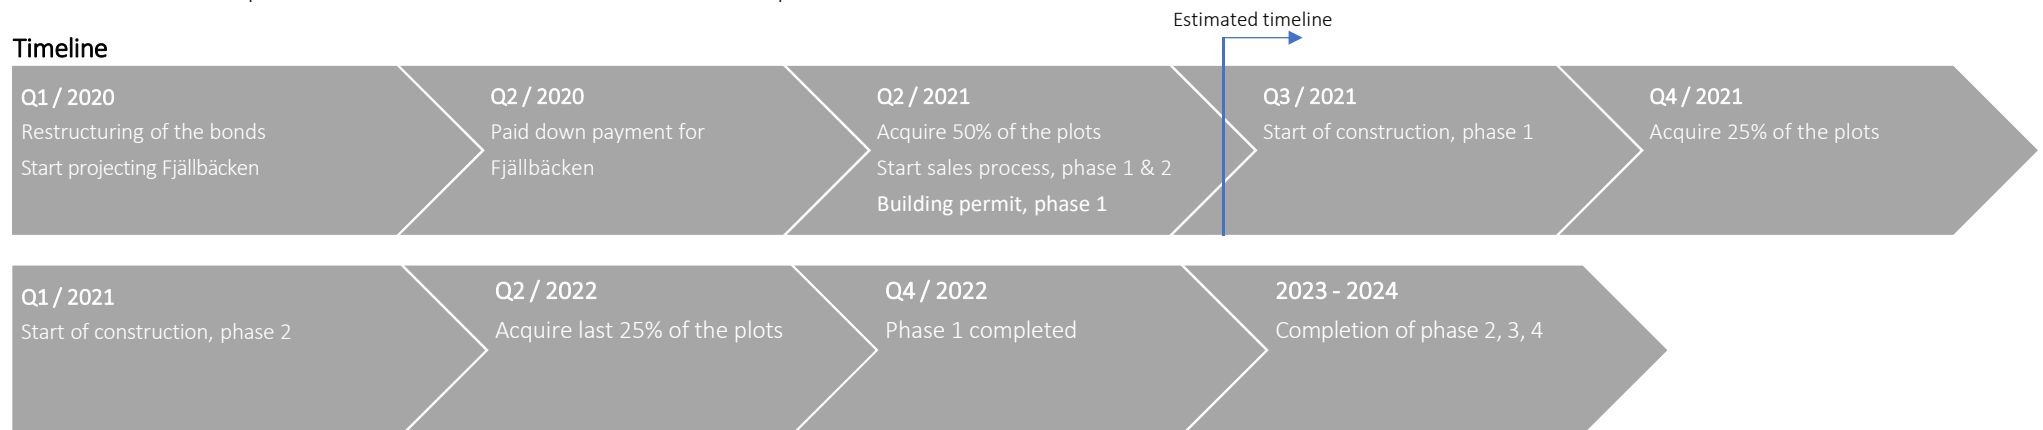 Estimated timeline
Timeline
Q1 / 2020
Restructuring of the bonds
Start projecting Fjällbäcken
Q2 / 2020
Paid down payment for
Fjällbäcken
Q2 / 2021
Acquire 50% of the plots
Start sales process, phase 1 & 2
Building permit, phase 1
Q3 / 2021
Start of construction, phase 1
Q4 / 2021
Acquire 25% of the plots
Q1 / 2021
Start of construction, phase 2
Q2 / 2022
Acquire last 25% of the plots
Q4 / 2022
Phase 1 completed
2023 - 2024
Completion of phase 2, 3, 4